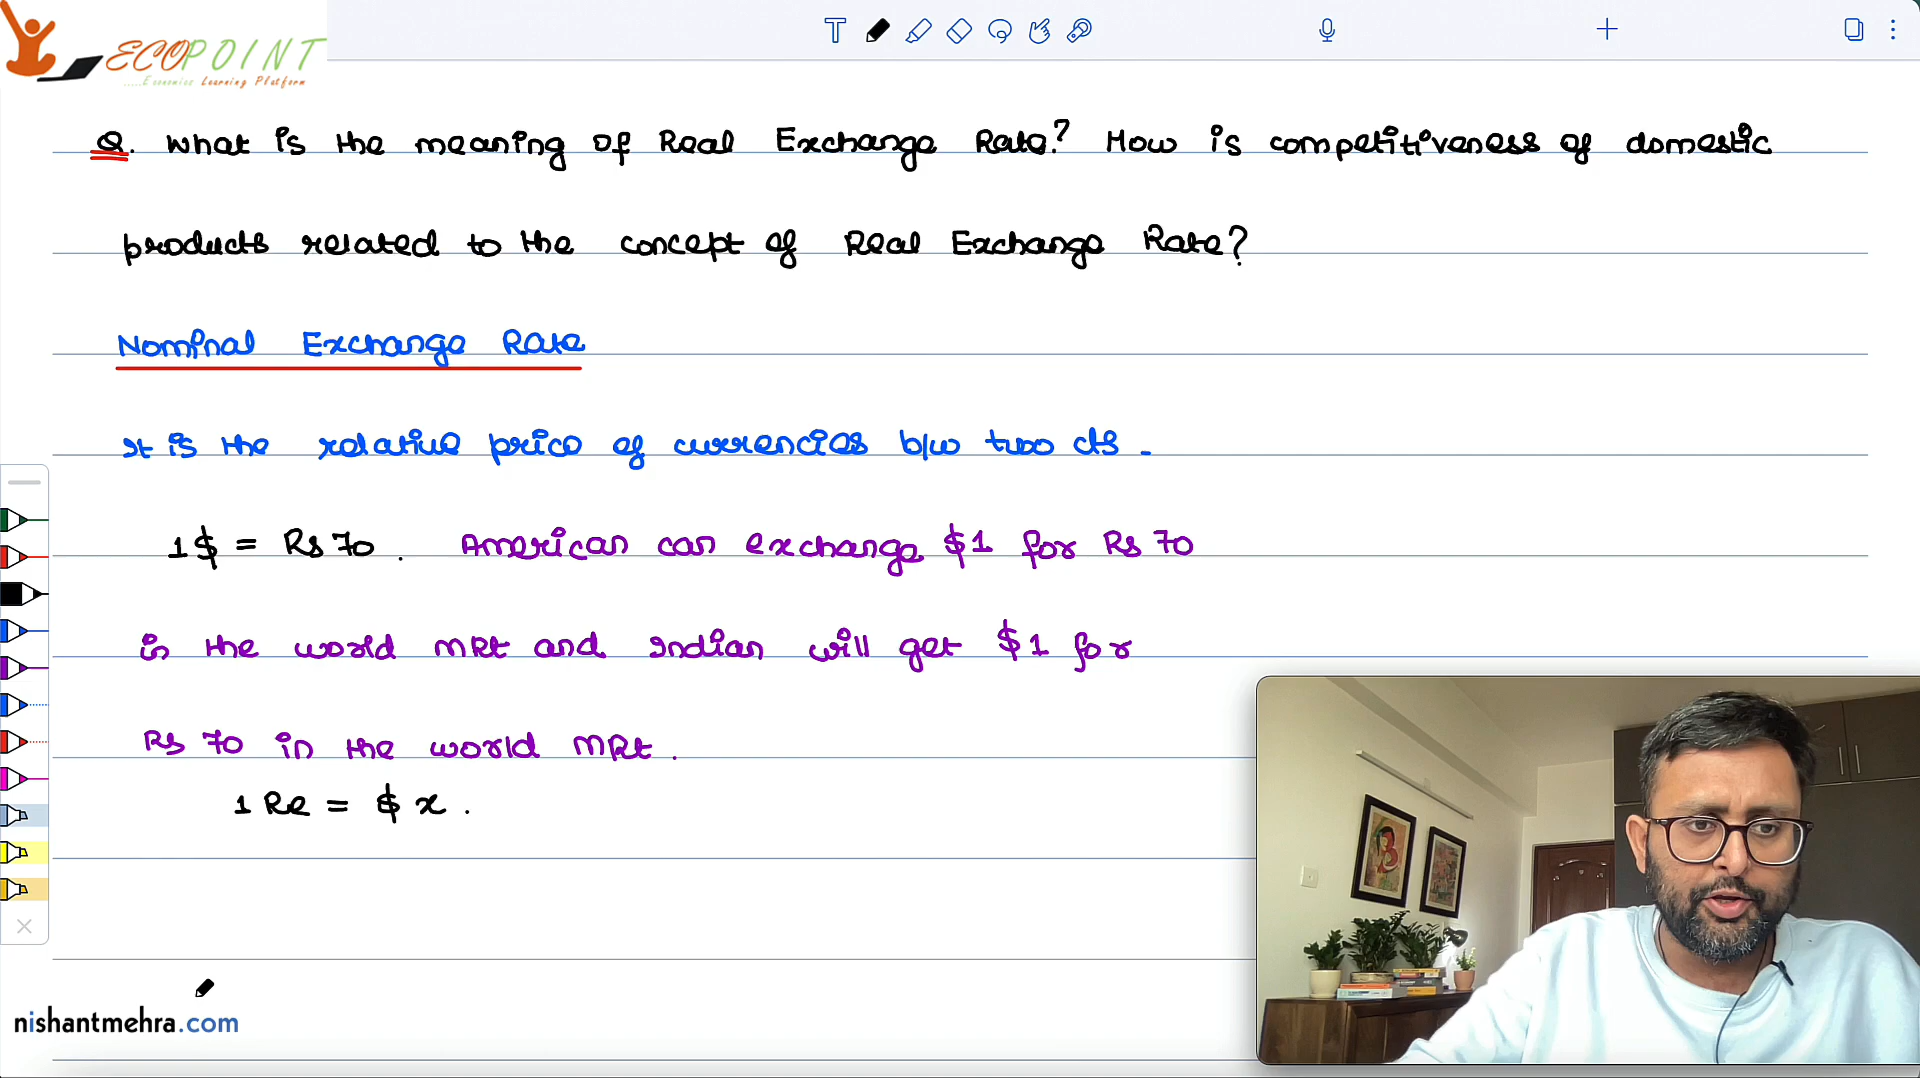 ECOPOINT
.....Economics Learning Platform
Q. What is the meaning of Real Exchange Rate? How is competitiveness of domestic
products related to the concept of Real Exchange Rate?
Nominal Exchange Rate
It is the relative price of currencies b/w two cts.
1$ = Rs 70. American can exchange $1 for Rs 70
in the world mkt and Indian will get $1 for
Rs 70 in the world mkt.
1 Re = $ x.
nishantmehra.com